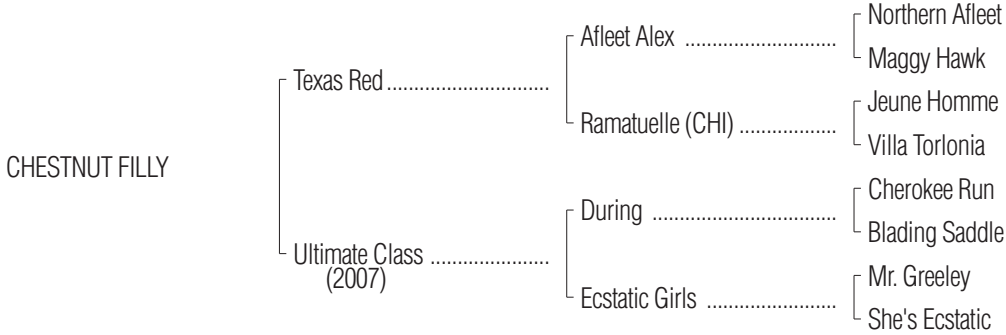 Northern Afleet
Afleet Alex ......................................
Maggy Hawk
Texas Red .........................................
Jeune Homme
Ramatuelle (CHI) ........................
Villa Torlonia
CHESTNUT FILLY
Cherokee Run
During ...........................................
Blading Saddle
Ultimate Class ..............................
(2007)
Mr. Greeley
Ecstatic Girls ................................
She's Ecstatic